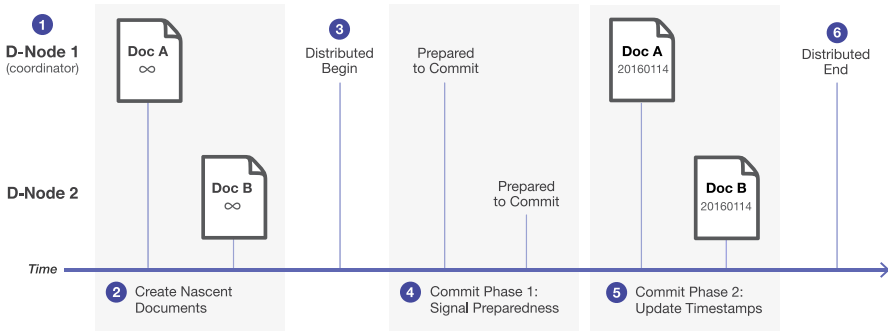 1
D-Node 1
(coordinator)
Doc A
∞
3
Distributed
Begin
Prepared
to Commit
Doc A
20160114
6
Distributed
End
D-Node 2
Doc B
∞
Prepared
to Commit
Doc B
20160114
Time
2 Create Nascent
Documents
4 Commit Phase 1:
Signal Preparedness
5 Commit Phase 2:
Update Timestamps